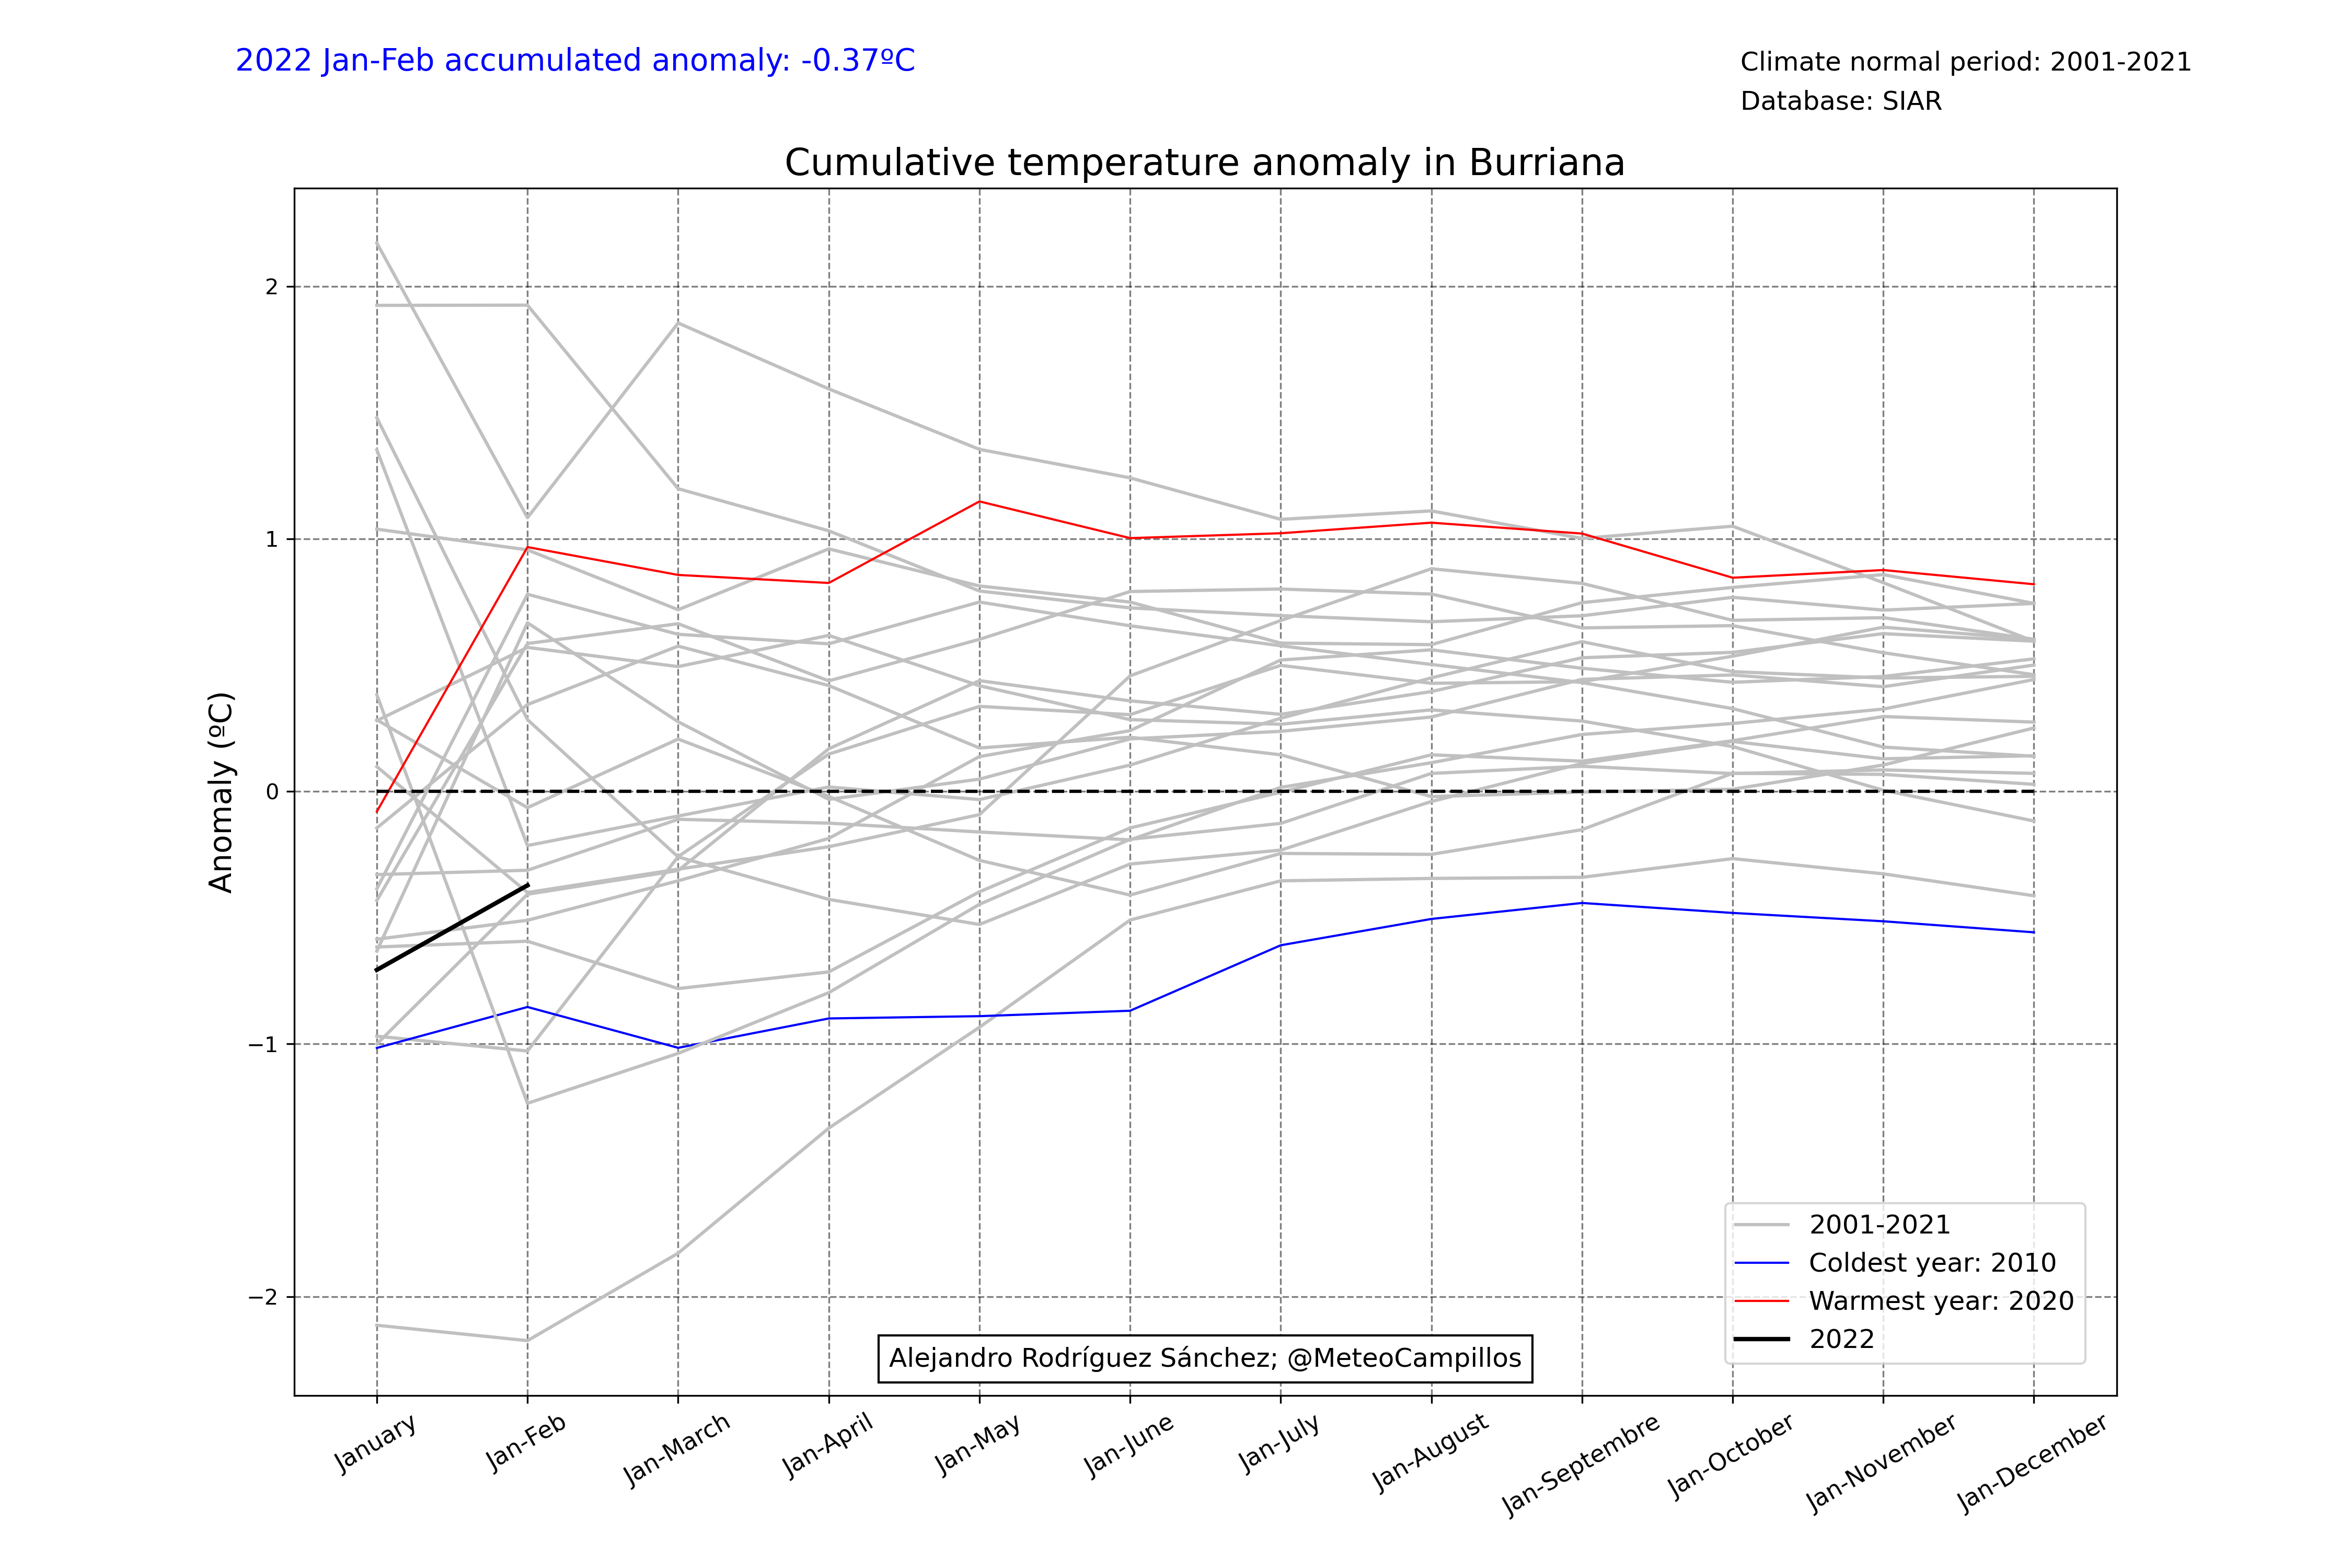 2022 Jan-Feb accumulated anomaly: -0.37ºC
Climate normal period: 2001-2021
Database: SIAR
Cumulative temperature anomaly in Burriana
Anomaly (ºC)
2
1
0
−1
−2
2001-2021
Coldest year: 2010
Warmest year: 2020
2022
Alejandro Rodríguez Sánchez; @MeteoCampillos
January
Jan-Feb
Jan-March
Jan-April
Jan-May
Jan-June
Jan-July
Jan-August
Jan-Septembre
Jan-October
Jan-November
Jan-December